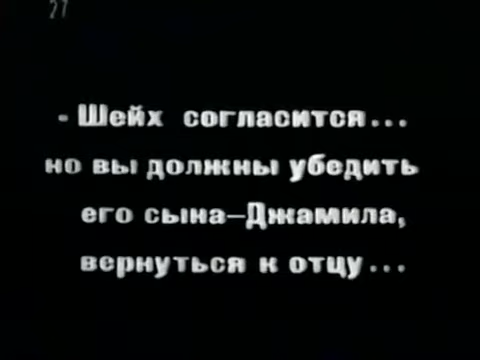 27
- Шейх согласится...
но вы должны убедить
его сына—Джамила,
вернуться к отцу...